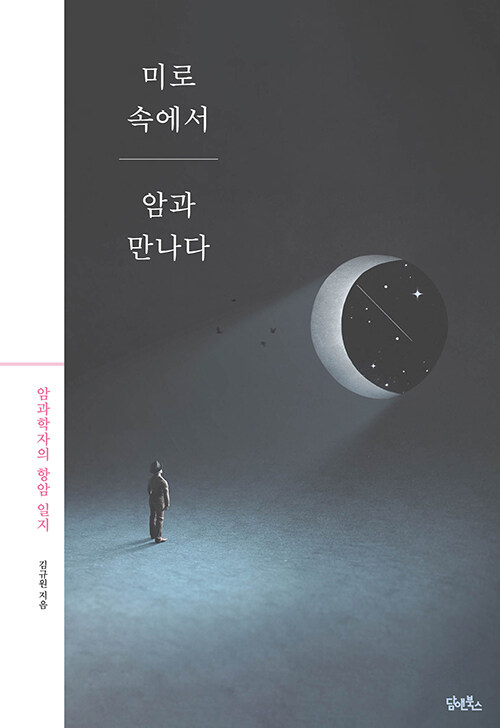 미로
속에서
암과
만나다
암과학자의 항암 일지
김규원 지음
담앤북스